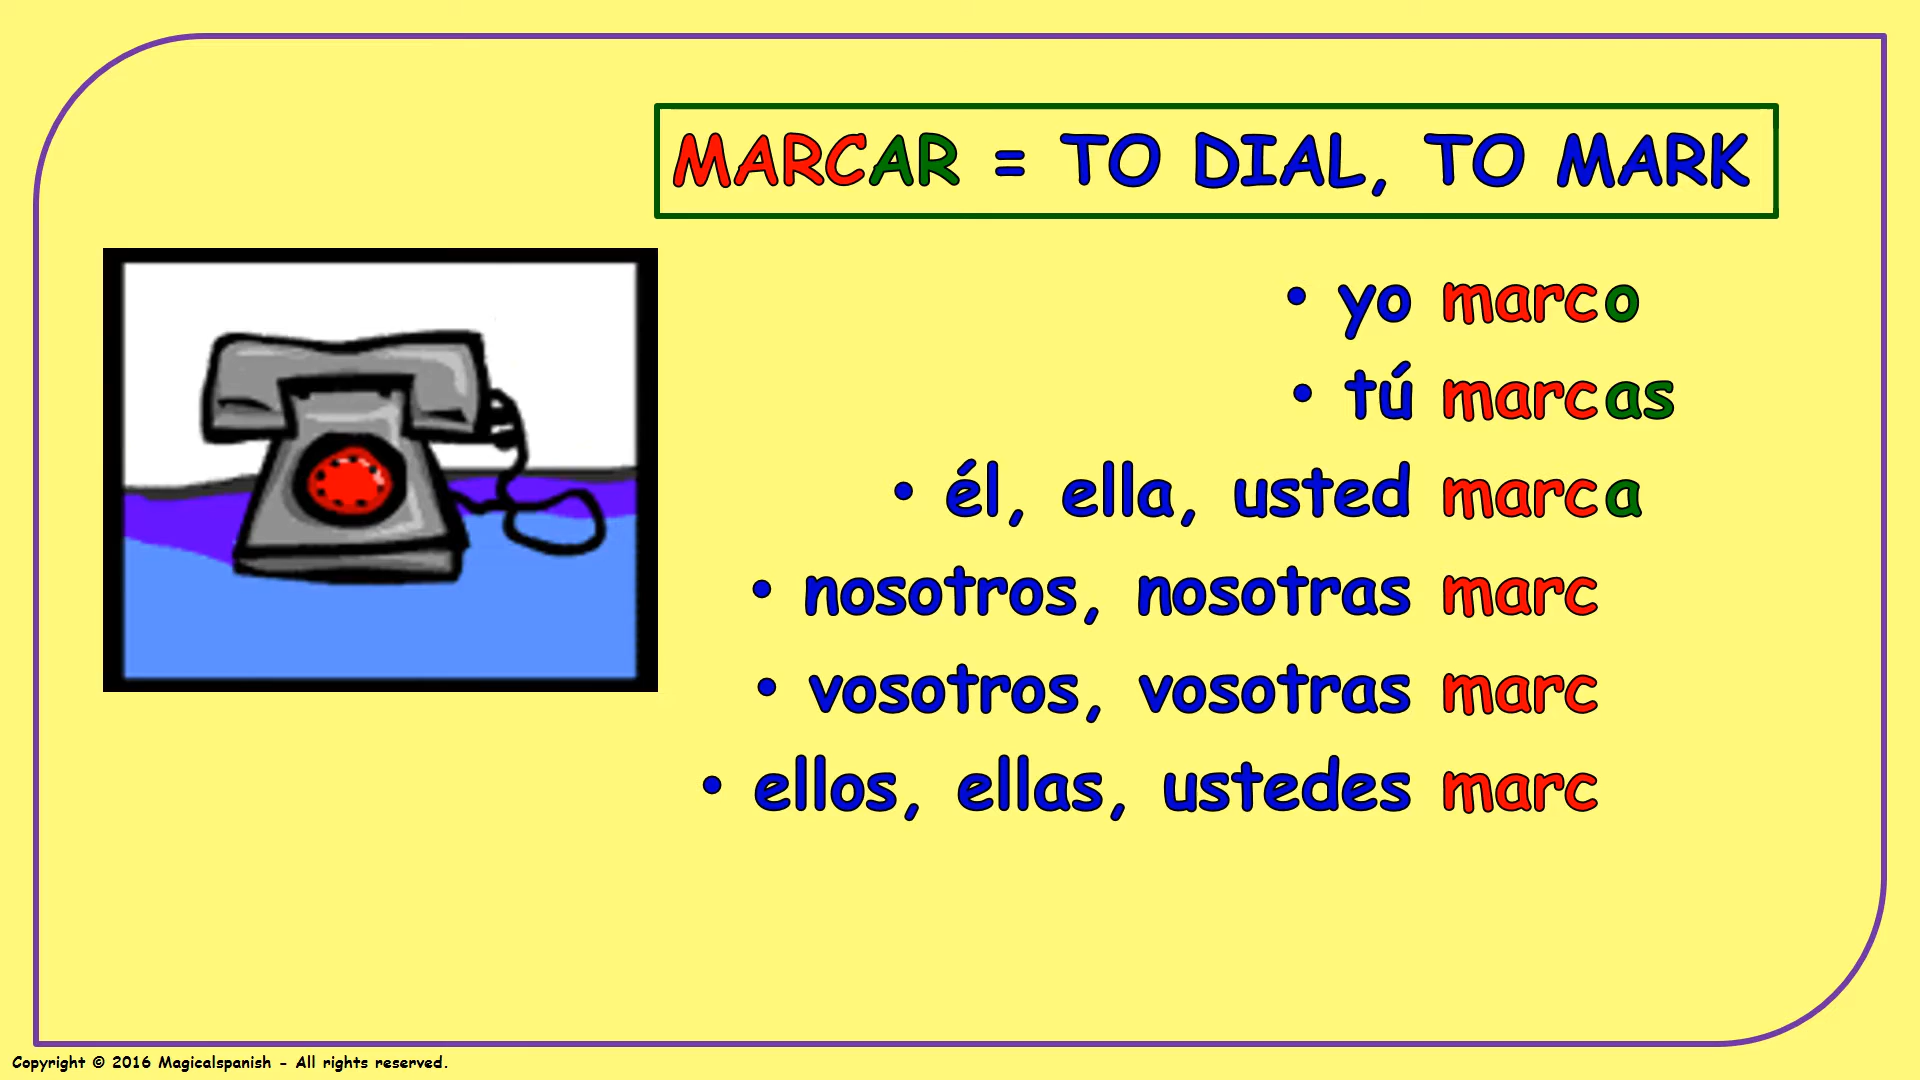 MARCAR = TO DIAL, TO MARK
• yo marco
• tú marcas
• él, ella, usted marca
• nosotros, nosotras marc
• vosotros, vosotras marc
• ellos, ellas, ustedes marc
Copyright © 2016 Magicalspanish - All rights reserved.